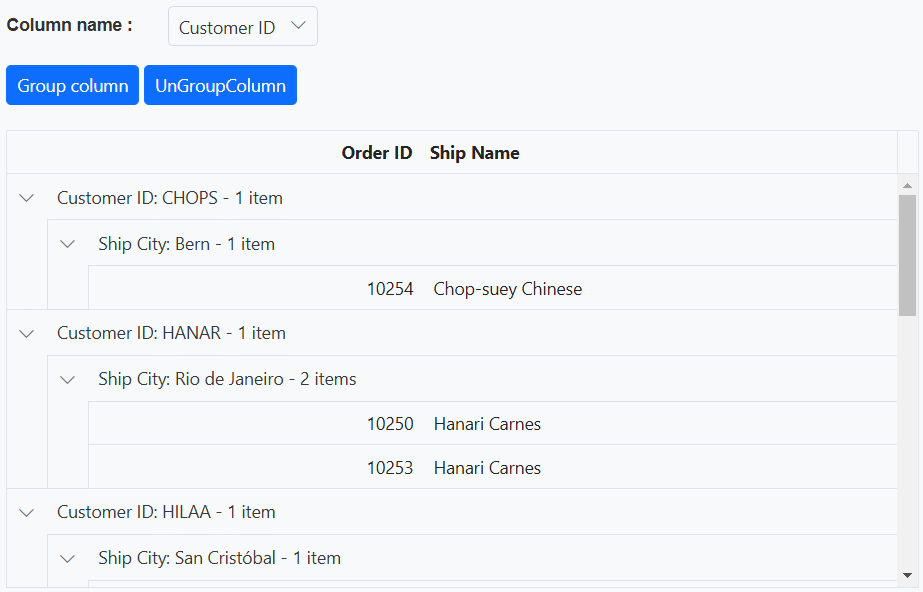 Column name : Customer ID
Group column UnGroupColumn
Order ID Ship Name
Customer ID: CHOPS - 1 item
Ship City: Bern - 1 item
10254 Chop-suey Chinese
Customer ID: HANAR - 1 item
Ship City: Rio de Janeiro - 2 items
10250 Hanari Carnes
10253 Hanari Carnes
Customer ID: HILAA - 1 item
Ship City: San Cristóbal - 1 item